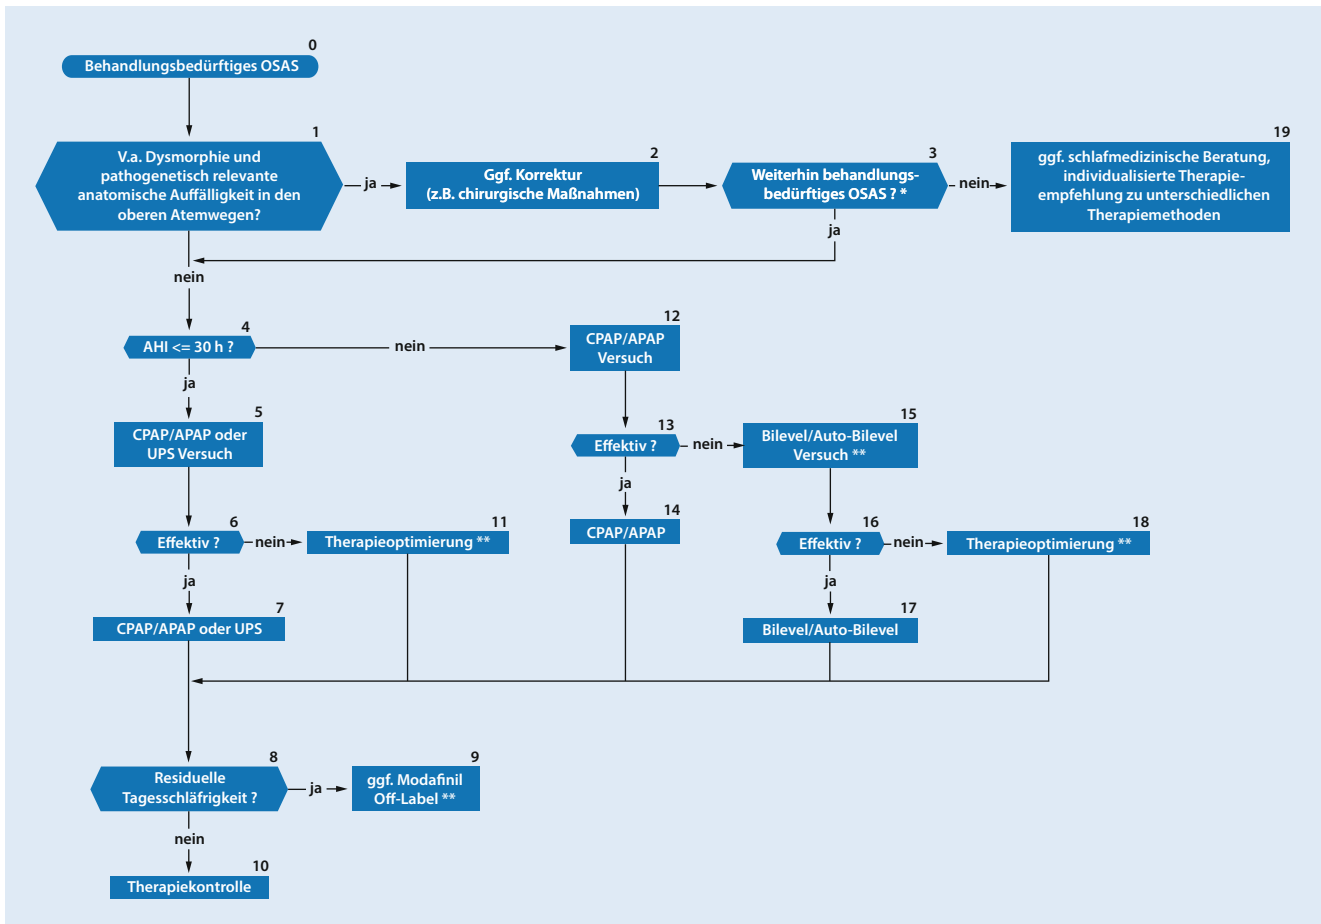 0
Behandlungsbedürftiges OSAS
1
V.a. Dysmorphie und
pathogenetisch relevante
anatomische Auffälligkeit in den
oberen Atemwegen?
ja
2
Ggf. Korrektur
(z.B. chirurgische Maßnahmen)
3
Weiterhin behandlungs-
bedürftiges OSAS ? *
nein
19
ggf. schlafmedizinische Beratung,
individualisierte Therapie-
empfehlung zu unterschiedlichen
Therapiemethoden
ja
nein
4
AHI <= 30 h ?
nein
12
CPAP/APAP
Versuch
ja
5
CPAP/APAP oder
UPS Versuch
13
Effektiv ?
nein
15
Bilevel/Auto-Bilevel
Versuch **
ja
6
Effektiv ?
nein
11
Therapieoptimierung **
14
CPAP/APAP
16
Effektiv ?
nein
18
Therapieoptimierung **
ja
ja
7
CPAP/APAP oder UPS
17
Bilevel/Auto-Bilevel
8
Residuelle
Tagesschläfrigkeit ?
ja
9
ggf. Modafinil
Off-Label **
nein
10
Therapiekontrolle